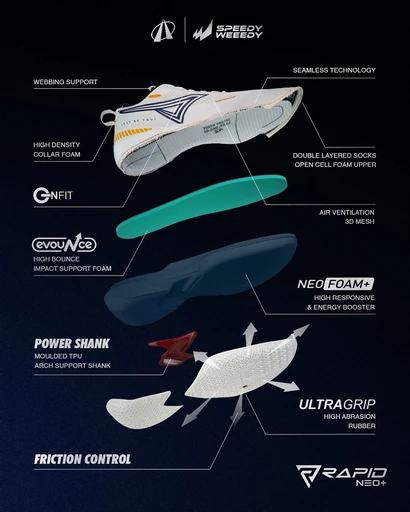 SPEEDY
WEEEDY
WEBBING SUPPORT
SEAMLESS TECHNOLOGY
HIGH DENSITY
COLLAR FOAM
DOUBLE LAYERED SOCKS
OPEN CELL FOAM UPPER
ONFIT
AIR VENTILATION
3D MESH
evouNce
HIGH BOUNCE
IMPACT SUPPORT FOAM
NEO FOAM+
HIGH RESPONSIVE
& ENERGY BOOSTER
POWER SHANK
MOULDED TPU
ARCH SUPPORT SHANK
ULTRAGRIP
HIGH ABRASION
RUBBER
FRICTION CONTROL
RAPID
NEO+